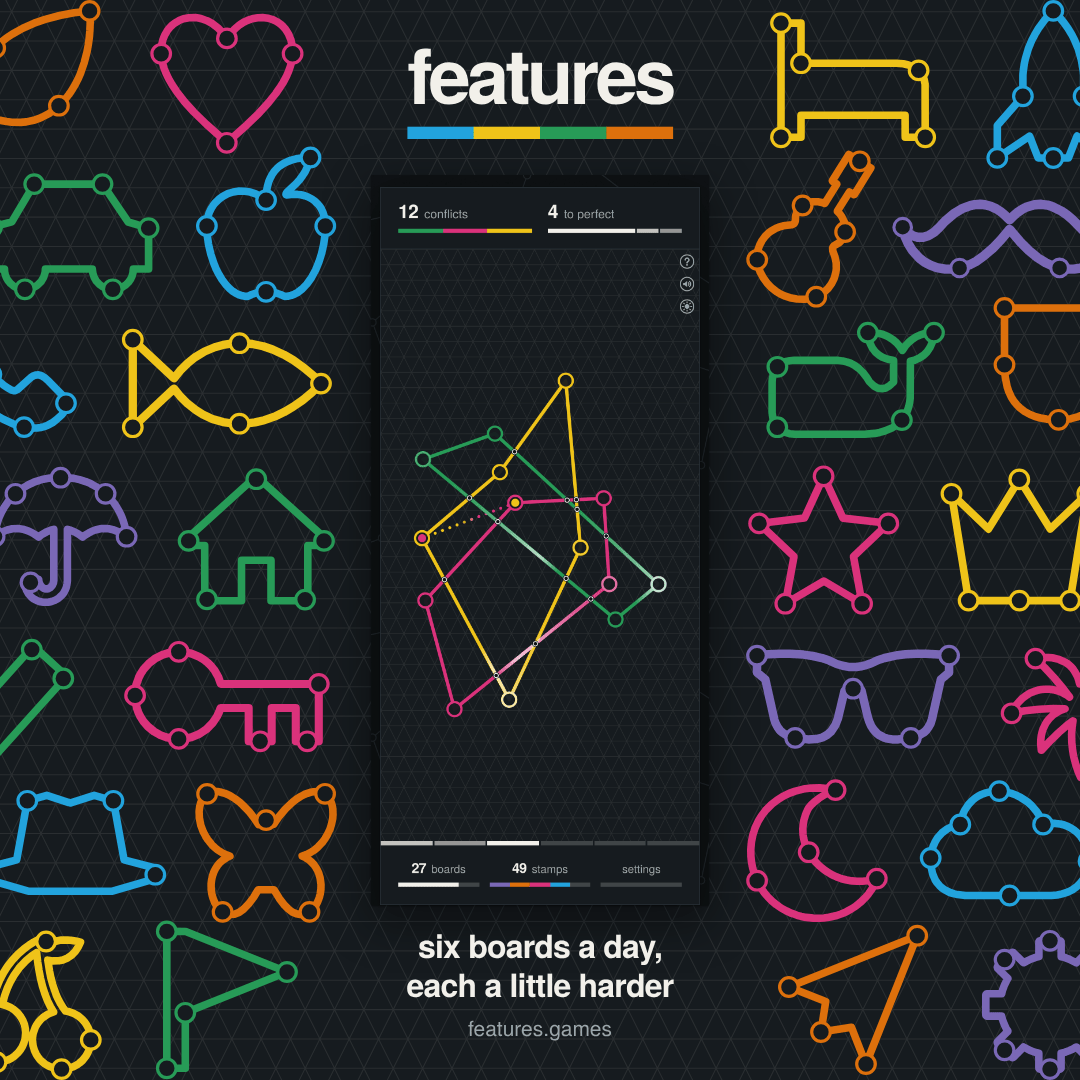 features
12 conflicts 4 to perfect
?
27 boards 49 stamps settings
six boards a day,
each a little harder
features.games